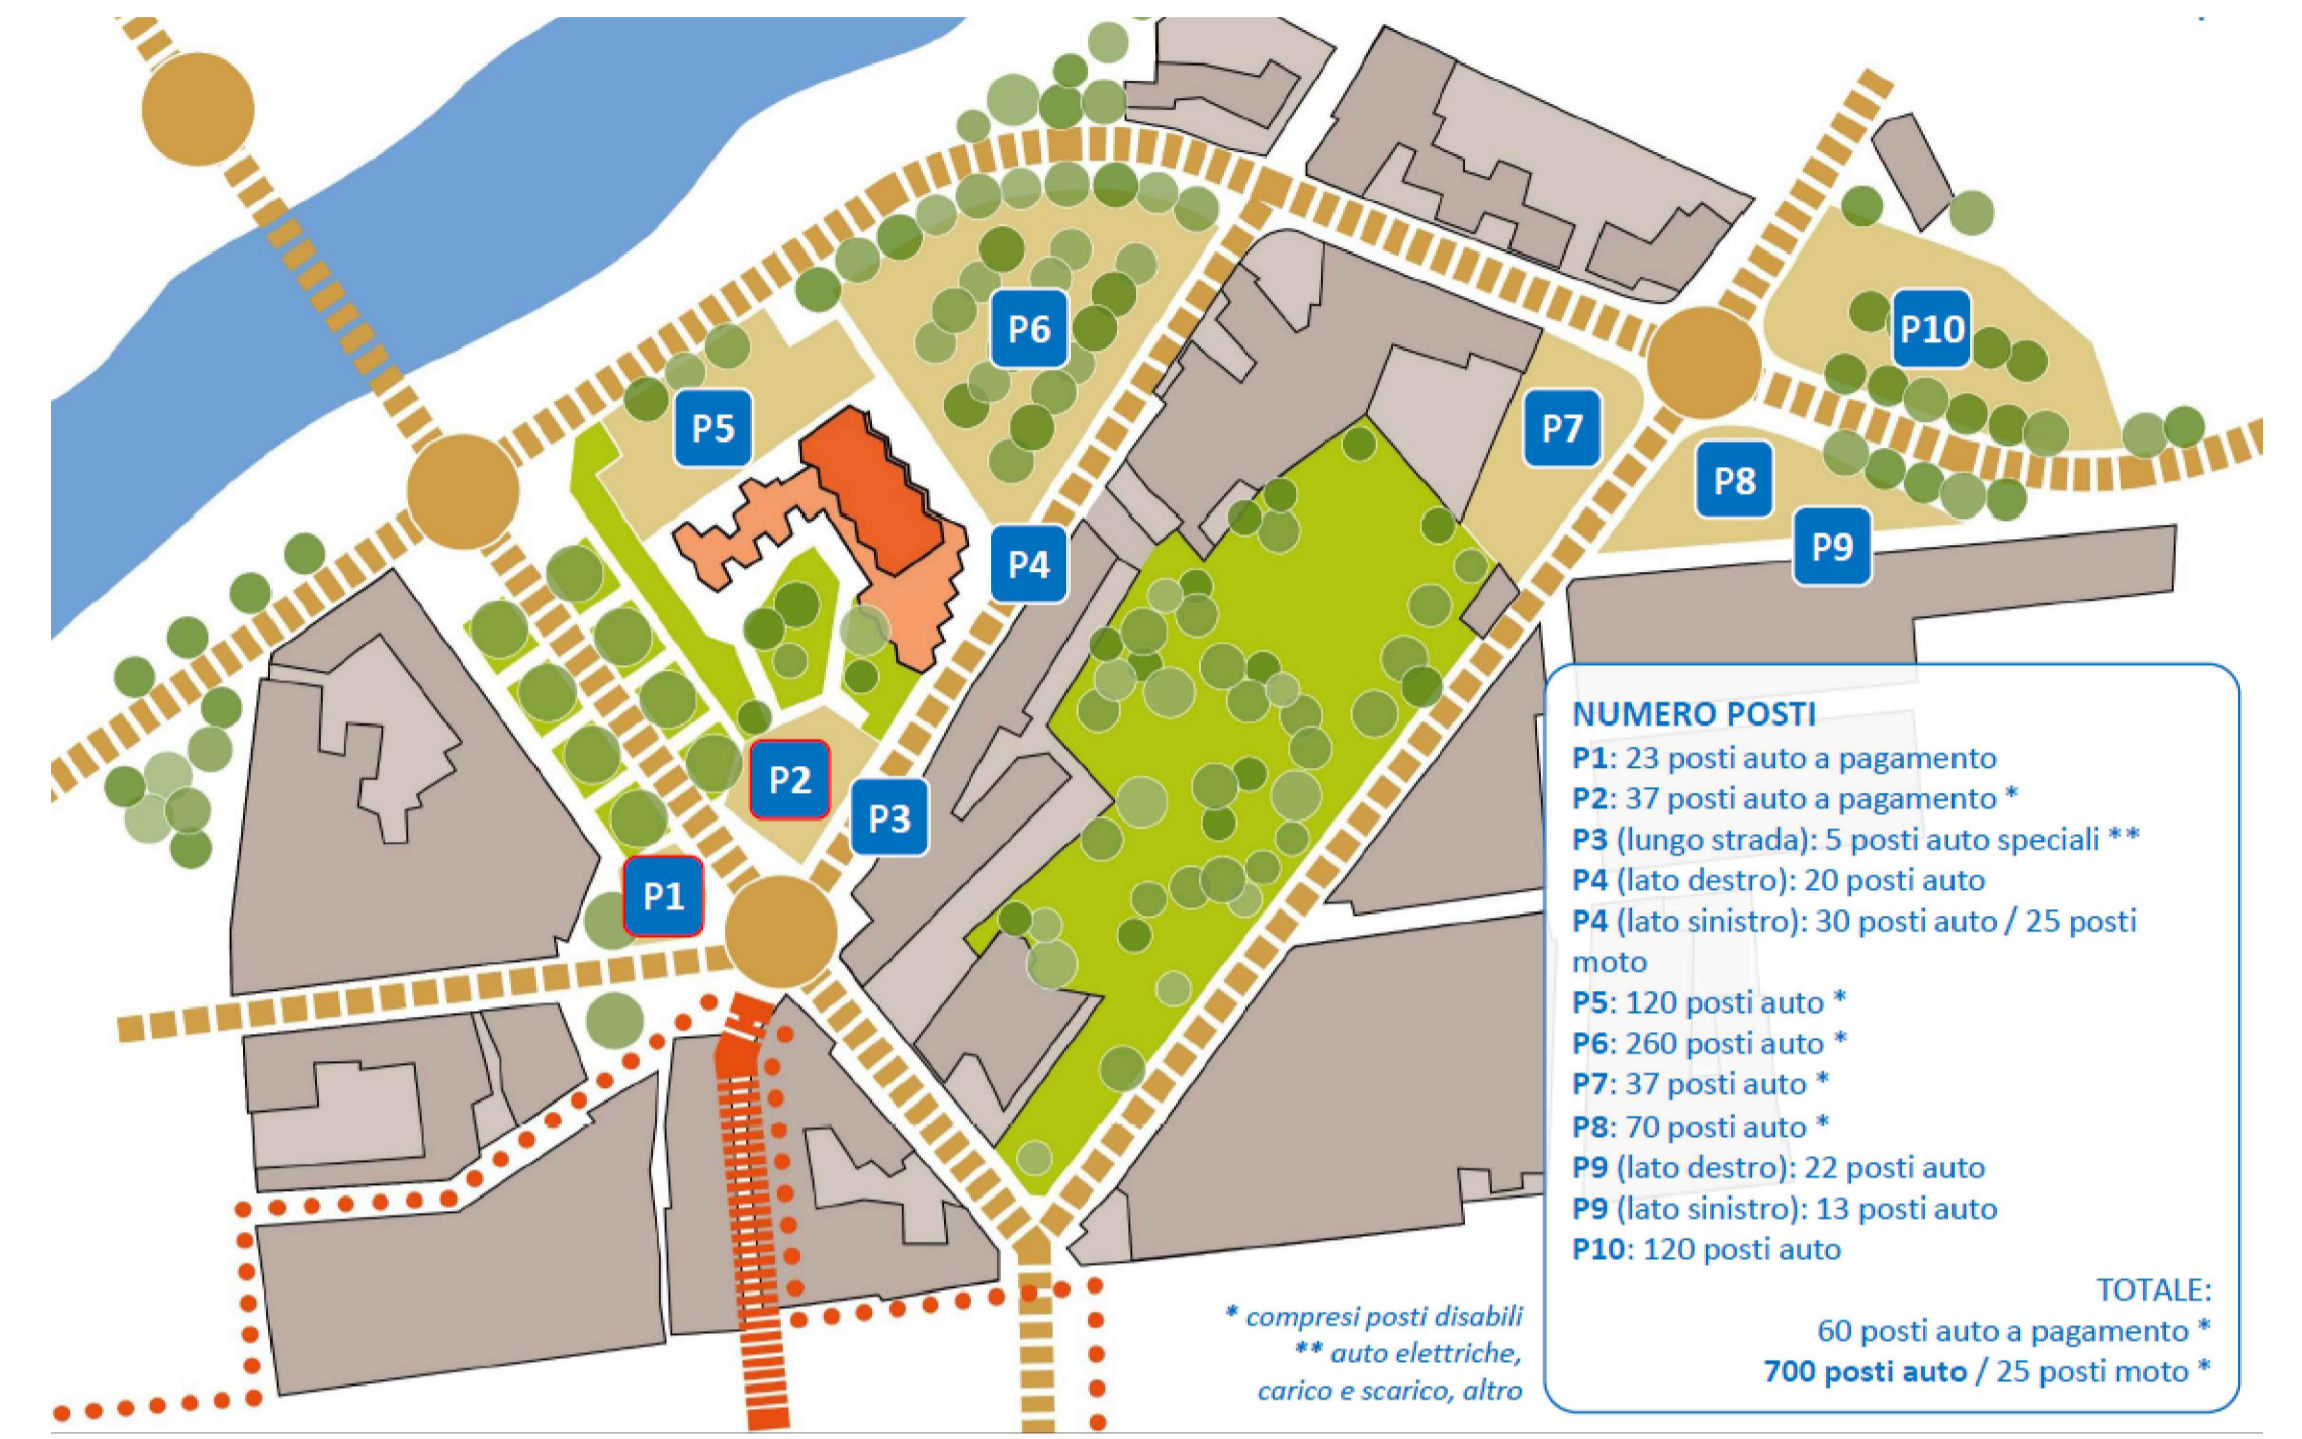 P6
P10
P5
P7
P8
P9
P4
P2
P3
P1
NUMERO POSTI
P1: 23 posti auto a pagamento
P2: 37 posti auto a pagamento *
P3 (lungo strada): 5 posti auto speciali **
P4 (lato destro): 20 posti auto
P4 (lato sinistro): 30 posti auto / 25 posti
moto
P5: 120 posti auto *
P6: 260 posti auto *
P7: 37 posti auto *
P8: 70 posti auto *
P9 (lato destro): 22 posti auto
P9 (lato sinistro): 13 posti auto
P10: 120 posti auto
TOTALE:
60 posti auto a pagamento *
700 posti auto / 25 posti moto *
* compresi posti disabili
** auto elettriche,
carico e scarico, altro